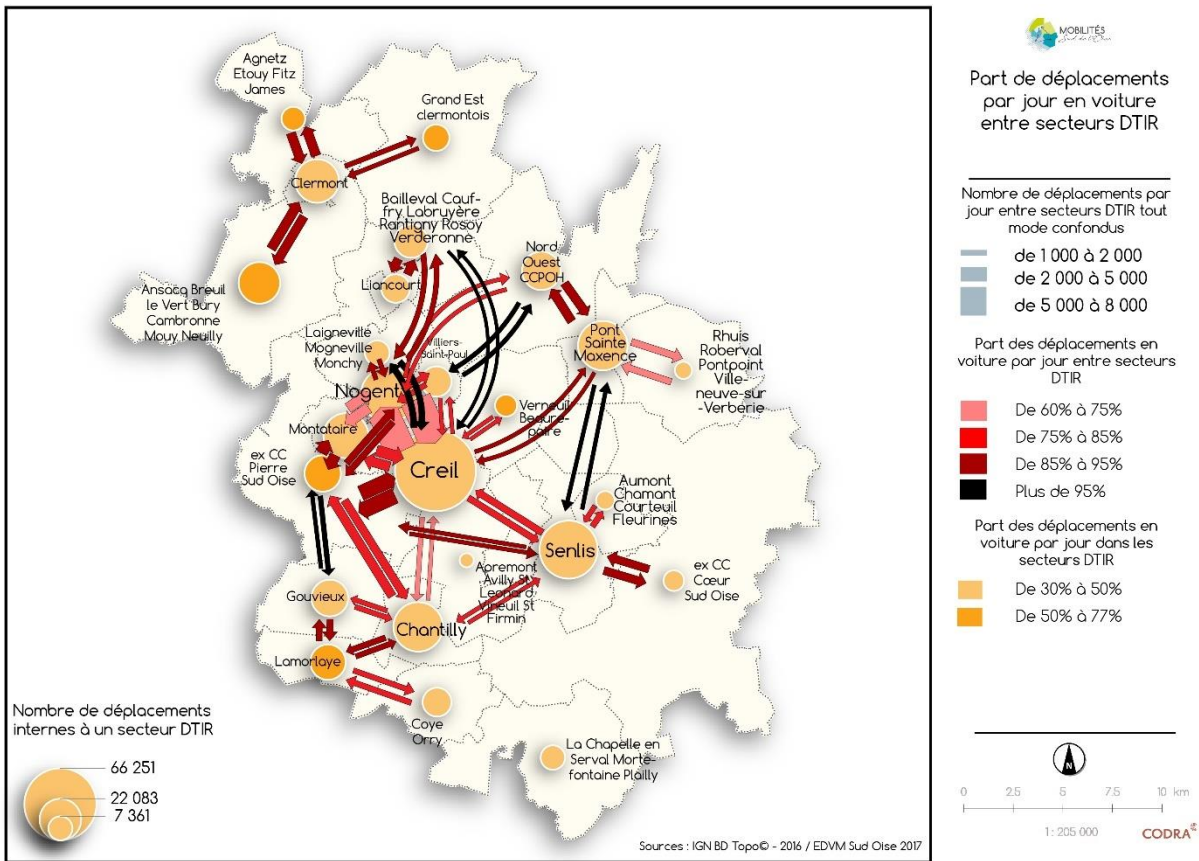 Agnetz
Etouy Fitz
James
Grand Est
clermontois
Clermont
Bailleval Cauf-
fry Labruyère
Rantigny Rosoy
Verderonne
Nord
Ouest
CCPOH
Liancourt
Ansacq Breuil
le Vert Bury
Cambronne
Mouy Neuilly
Laigneville
Mogneville
Monchy
Villiers-
Saint-Paul
Pont
Sainte
Maxence
Rhuis
Roberval
Pontpoint
Ville-
neuve-sur
-Verberie
Nogent
Verneuil
Beaure-
paire
Montataire
ex CC
Pierre
Sud Oise
Creil
Aumont
Chamant
Courteuil
Fleurines
Senlis
ex CC
Cœur
Sud Oise
Apremont
Avilly St
Leonard
Vineuil St
Firmin
Gouvieux
Chantilly
Lamorlaye
Coye
Orry
La Chapelle en
Serval Morte-
fontaine Plailly
Nombre de déplacements
internes à un secteur DTIR
66 251
22 083
7 361
Sources : IGN BD Topo© - 2016 / EDVM Sud Oise 2017
MOBILITÉS
Sud de l'Oise
Part de déplacements
par jour en voiture
entre secteurs DTIR
Nombre de déplacements par
jour entre secteurs DTIR tout
mode confondus
de 1 000 à 2 000
de 2 000 à 5 000
de 5 000 à 8 000
Part des déplacements en
voiture par jour entre secteurs
DTIR
De 60% à 75%
De 75% à 85%
De 85% à 95%
Plus de 95%
Part des déplacements en
voiture par jour dans les
secteurs DTIR
De 30% à 50%
De 50% à 77%
N
0 2.5 5 7.5 10 km
1: 205 000
CODRA